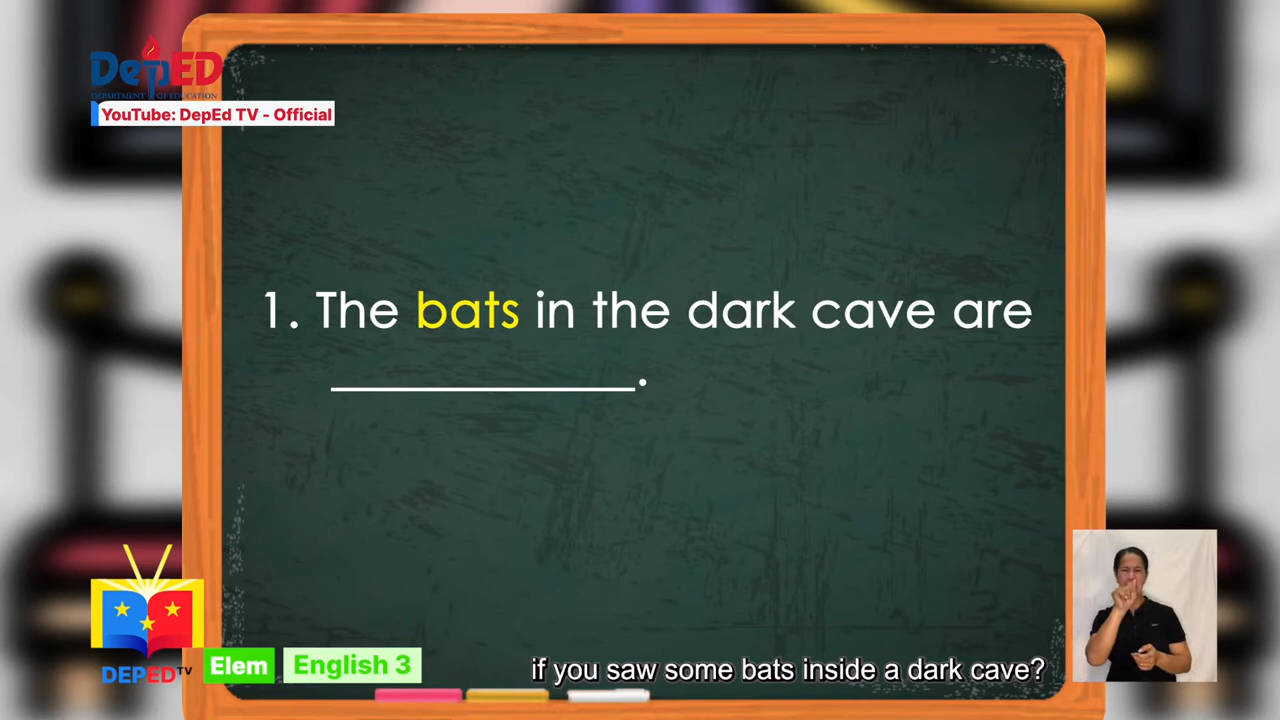 DepED
DEPARTMENT OF EDUCATION
YouTube: DepEd TV - Official
1. The bats in the dark cave are
____________.
DEPED TV
Elem
English 3
if you saw some bats inside a dark cave?